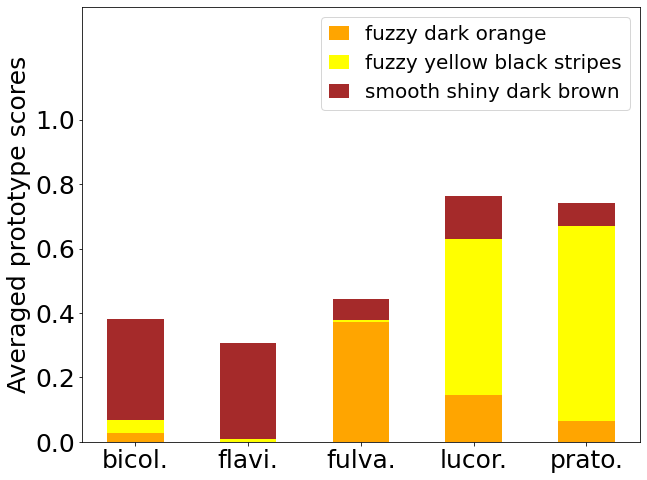 fuzzy dark orange
fuzzy yellow black stripes
smooth shiny dark brown
Averaged prototype scores
1.0
0.8
0.6
0.4
0.2
0.0
bicol. flavi. fulva. lucor. prato.